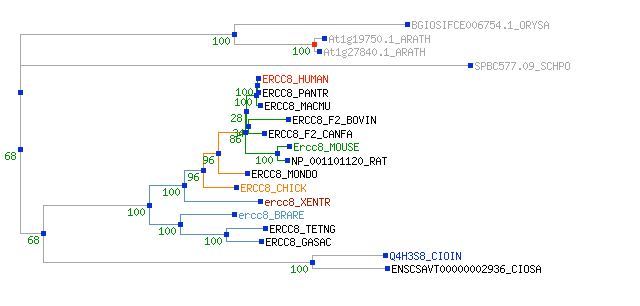 BGIOSIFCE006754.1_ORYSA
100
At1g19750.1_ARATH
100
At1g27840.1_ARATH
SPBC577.09_SCHPO
ERCC8_HUMAN
100
ERCC8_PANTR
100
ERCC8_MACMU
28
ERCC8_F2_BOVIN
34
ERCC8_F2_CANFA
86
Ercc8_MOUSE
68
96
100
NP_001101120_RAT
96
ERCC8_MONDO
100
ERCC8_CHICK
ercc8_XENTR
100
ercc8_BRARE
100
ERCC8_TETNG
68
100
ERCC8_GASAC
Q4H3S8_CIOIN
100
ENSCSAVT00000002936_CIOSA